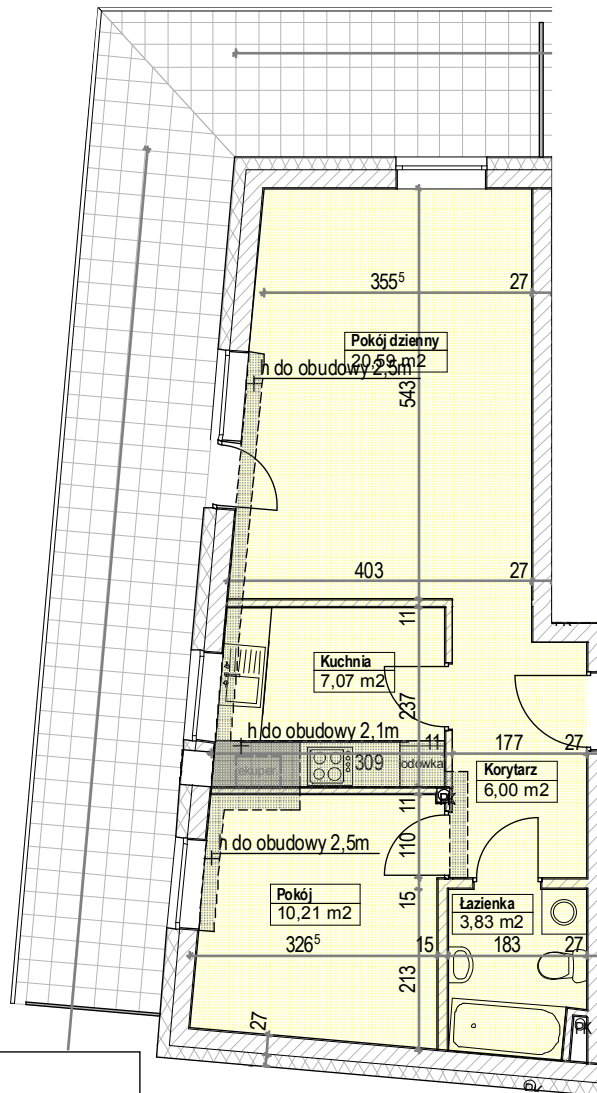 355⁵ 27
Pokój dzienny
20,59 m2
h do obudowy 2,5m
543
403 27
11
Kuchnia
7,07 m2
237
h do obudowy 2,1m
11 177 27
309
Korytarz
6,00 m2
11
h do obudowy 2,5m
110
Pokój
10,21 m2
15
Łazienka
3,83 m2
326⁵ 15 183 27
213
27